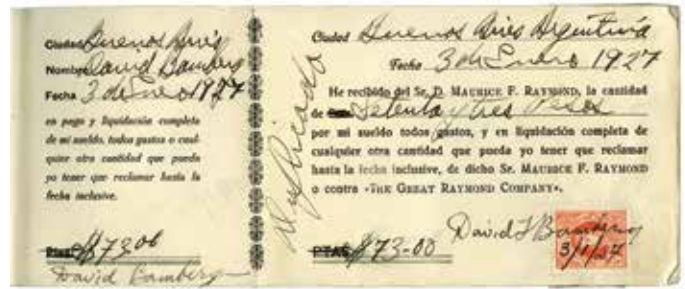 Ciudad Buenos Aires
Nombre David Bamberg
Fecha 3 de Enero 1927
en pago y liquidación completa
de mi sueldo, todos gastos o cual-
quier otra cantidad que pueda
yo tener que reclamar hasta la
fecha inclusive.
Ptas. $73.00
David Bamberg
Duplicado
Ciudad Buenos Aires Argentina
Fecha 3 de Enero 1927
He recibido del Sr. D. MAURICE F. RAYMOND, la cantidad
de Setenta y tres Pesos
por mi sueldo todos gastos, y en liquidación completa de
cualquier otra cantidad que pueda yo tener que reclamar
hasta la fecha inclusive, de dicho Sr. MAURICE F. RAYMOND
o contra «THE GREAT RAYMOND COMPANY».
PTAS $73-00
David T Bamberg
3/1/27